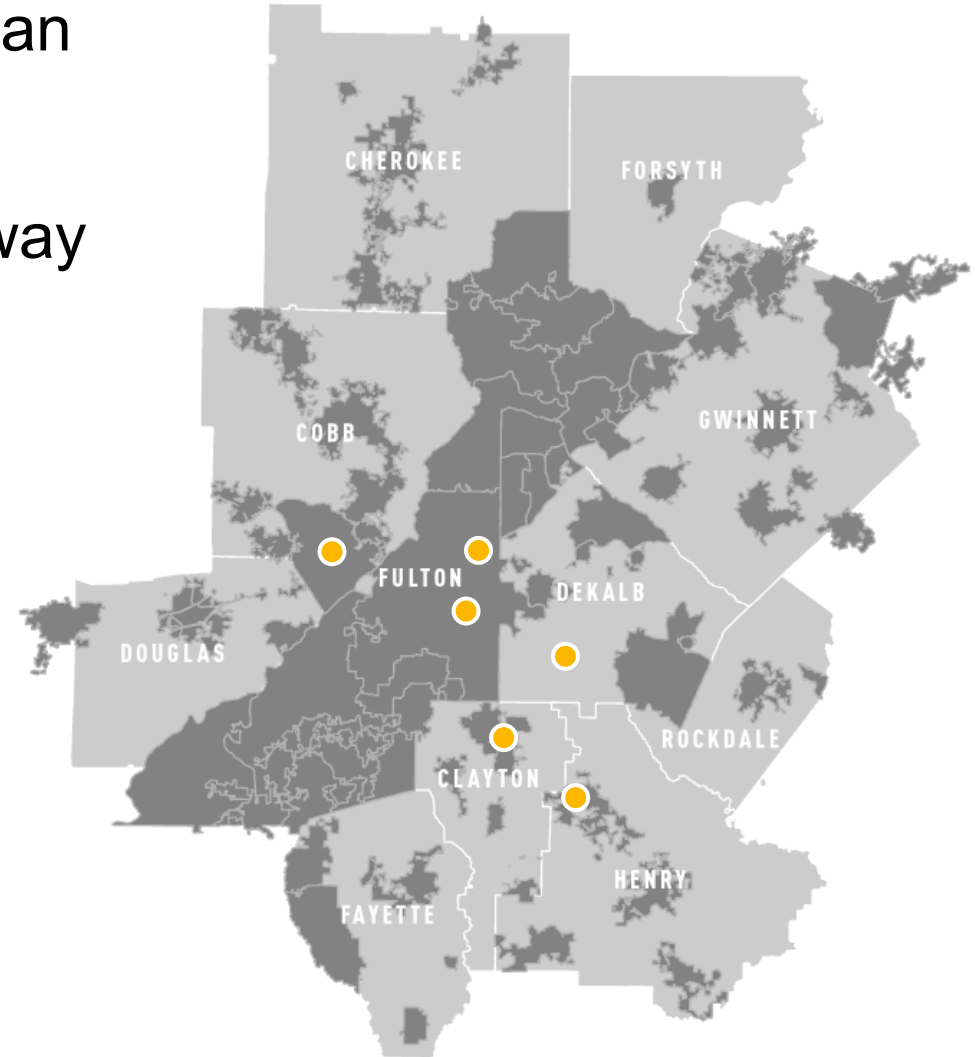 an
way
CHEROKEE
FORSYTH
GWINNETT
COBB
FULTON
DEKALB
DOUGLAS
ROCKDALE
CLAYTON
HENRY
FAYETTE